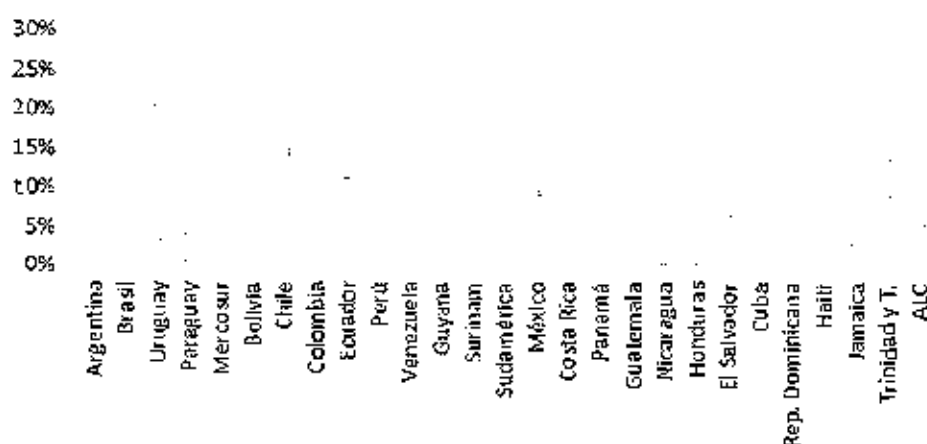 30%
25%
20%
15%
10%
5%
0%
Argentina
Brasil
Uruguay
Paraguay
Mercosur
Bolivia
Chile
Colombia
Ecuador
Perú
Venezuela
Guyana
Surinam
Sudamérica
México
Costa Rica
Panamá
Guatemala
Nicaragua
Honduras
El Salvador
Cuba
Rep. Dominicana
Haití
Jamaica
Trinidad y T.
ALC